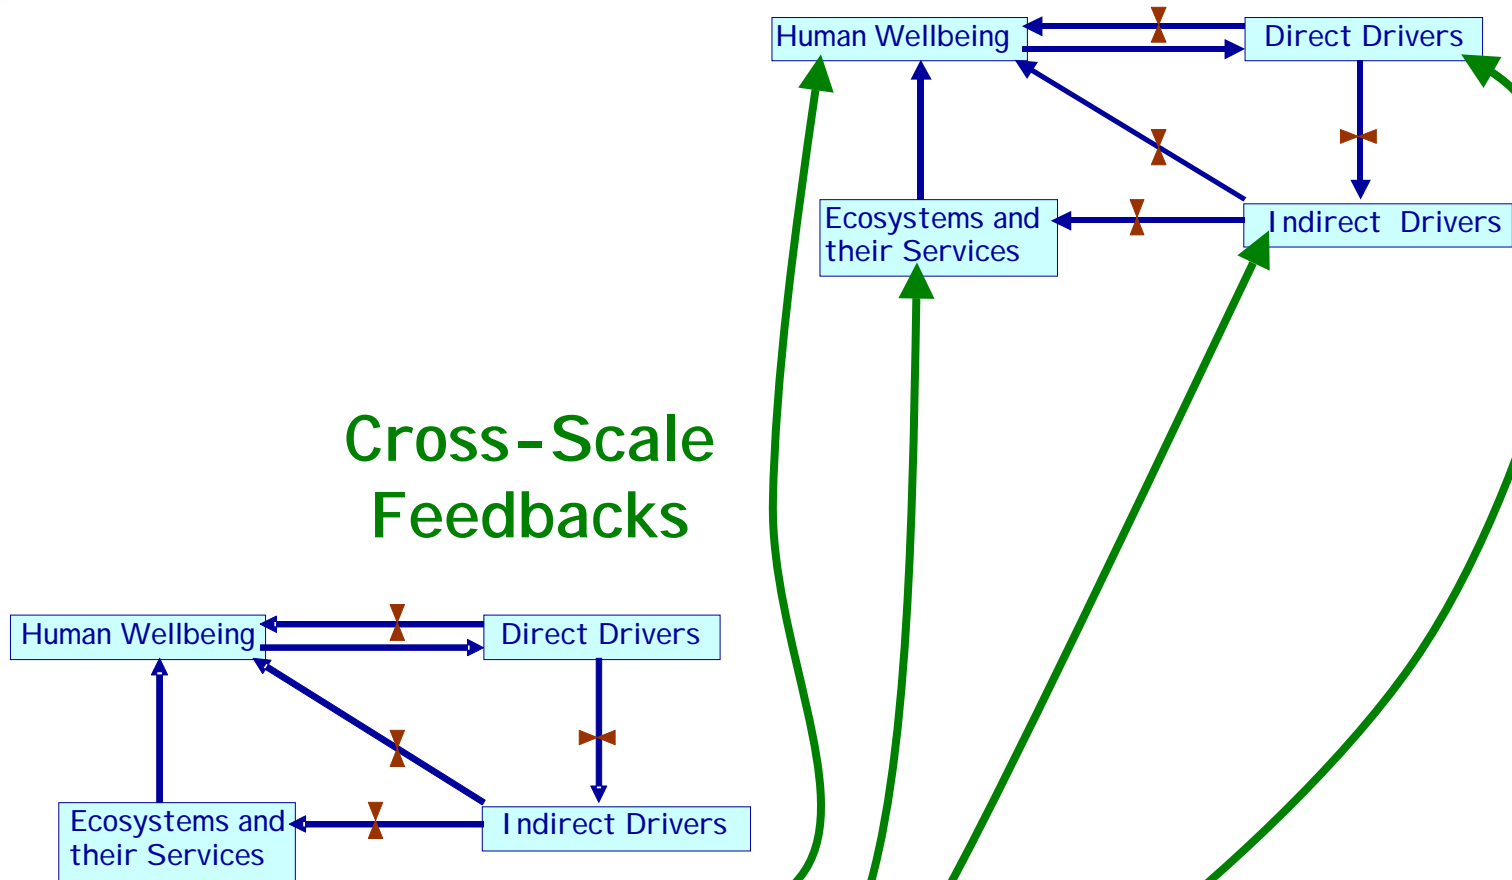 Human Wellbeing
Direct Drivers
Ecosystems and
their Services
Indirect Drivers
Cross-Scale
Feedbacks
Human Wellbeing
Direct Drivers
Ecosystems and
their Services
Indirect Drivers